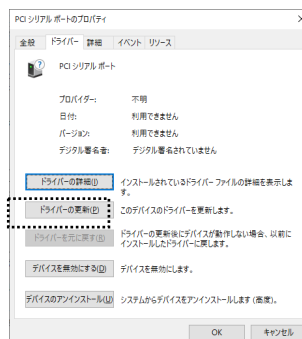 PCI シリアル ポートのプロパティ
全般 ドライバー 詳細 イベント リソース
PCI シリアル ポート
プロバイダー: 不明
日付: 利用できません
バージョン: 利用できません
デジタル署名者: デジタル署名されていません
ドライバーの詳細(I) インストールされているドライバー ファイルの詳細を表示しま
す。
ドライバーの更新(P) このデバイスのドライバーを更新します。
ドライバーを元に戻す(R) ドライバーの更新後にデバイスが動作しない場合、以前に
インストールしたドライバーに戻します。
デバイスを無効にする(D) デバイスを無効にします。
デバイスのアンインストール(U) システムからデバイスをアンインストールします (高度)。
OK キャンセル